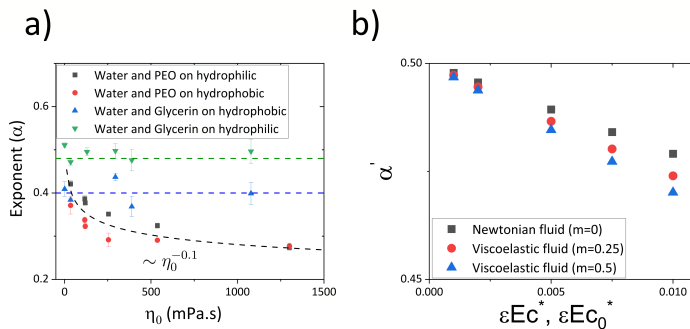 a)
Exponent (α)
0.6
0.4
0.2
Water and PEO on hydrophilic
Water and PEO on hydrophobic
Water and Glycerin on hydrophobic
Water and Glycerin on hydrophilic
∼ η₀⁻⁰·¹
0
500
1000
1500
η₀ (mPa.s)
b)
α'
0.50
0.45
Newtonian fluid (m=0)
Viscoelastic fluid (m=0.25)
Viscoelastic fluid (m=0.5)
0.000
0.005
0.010
εEc*, εEc₀*